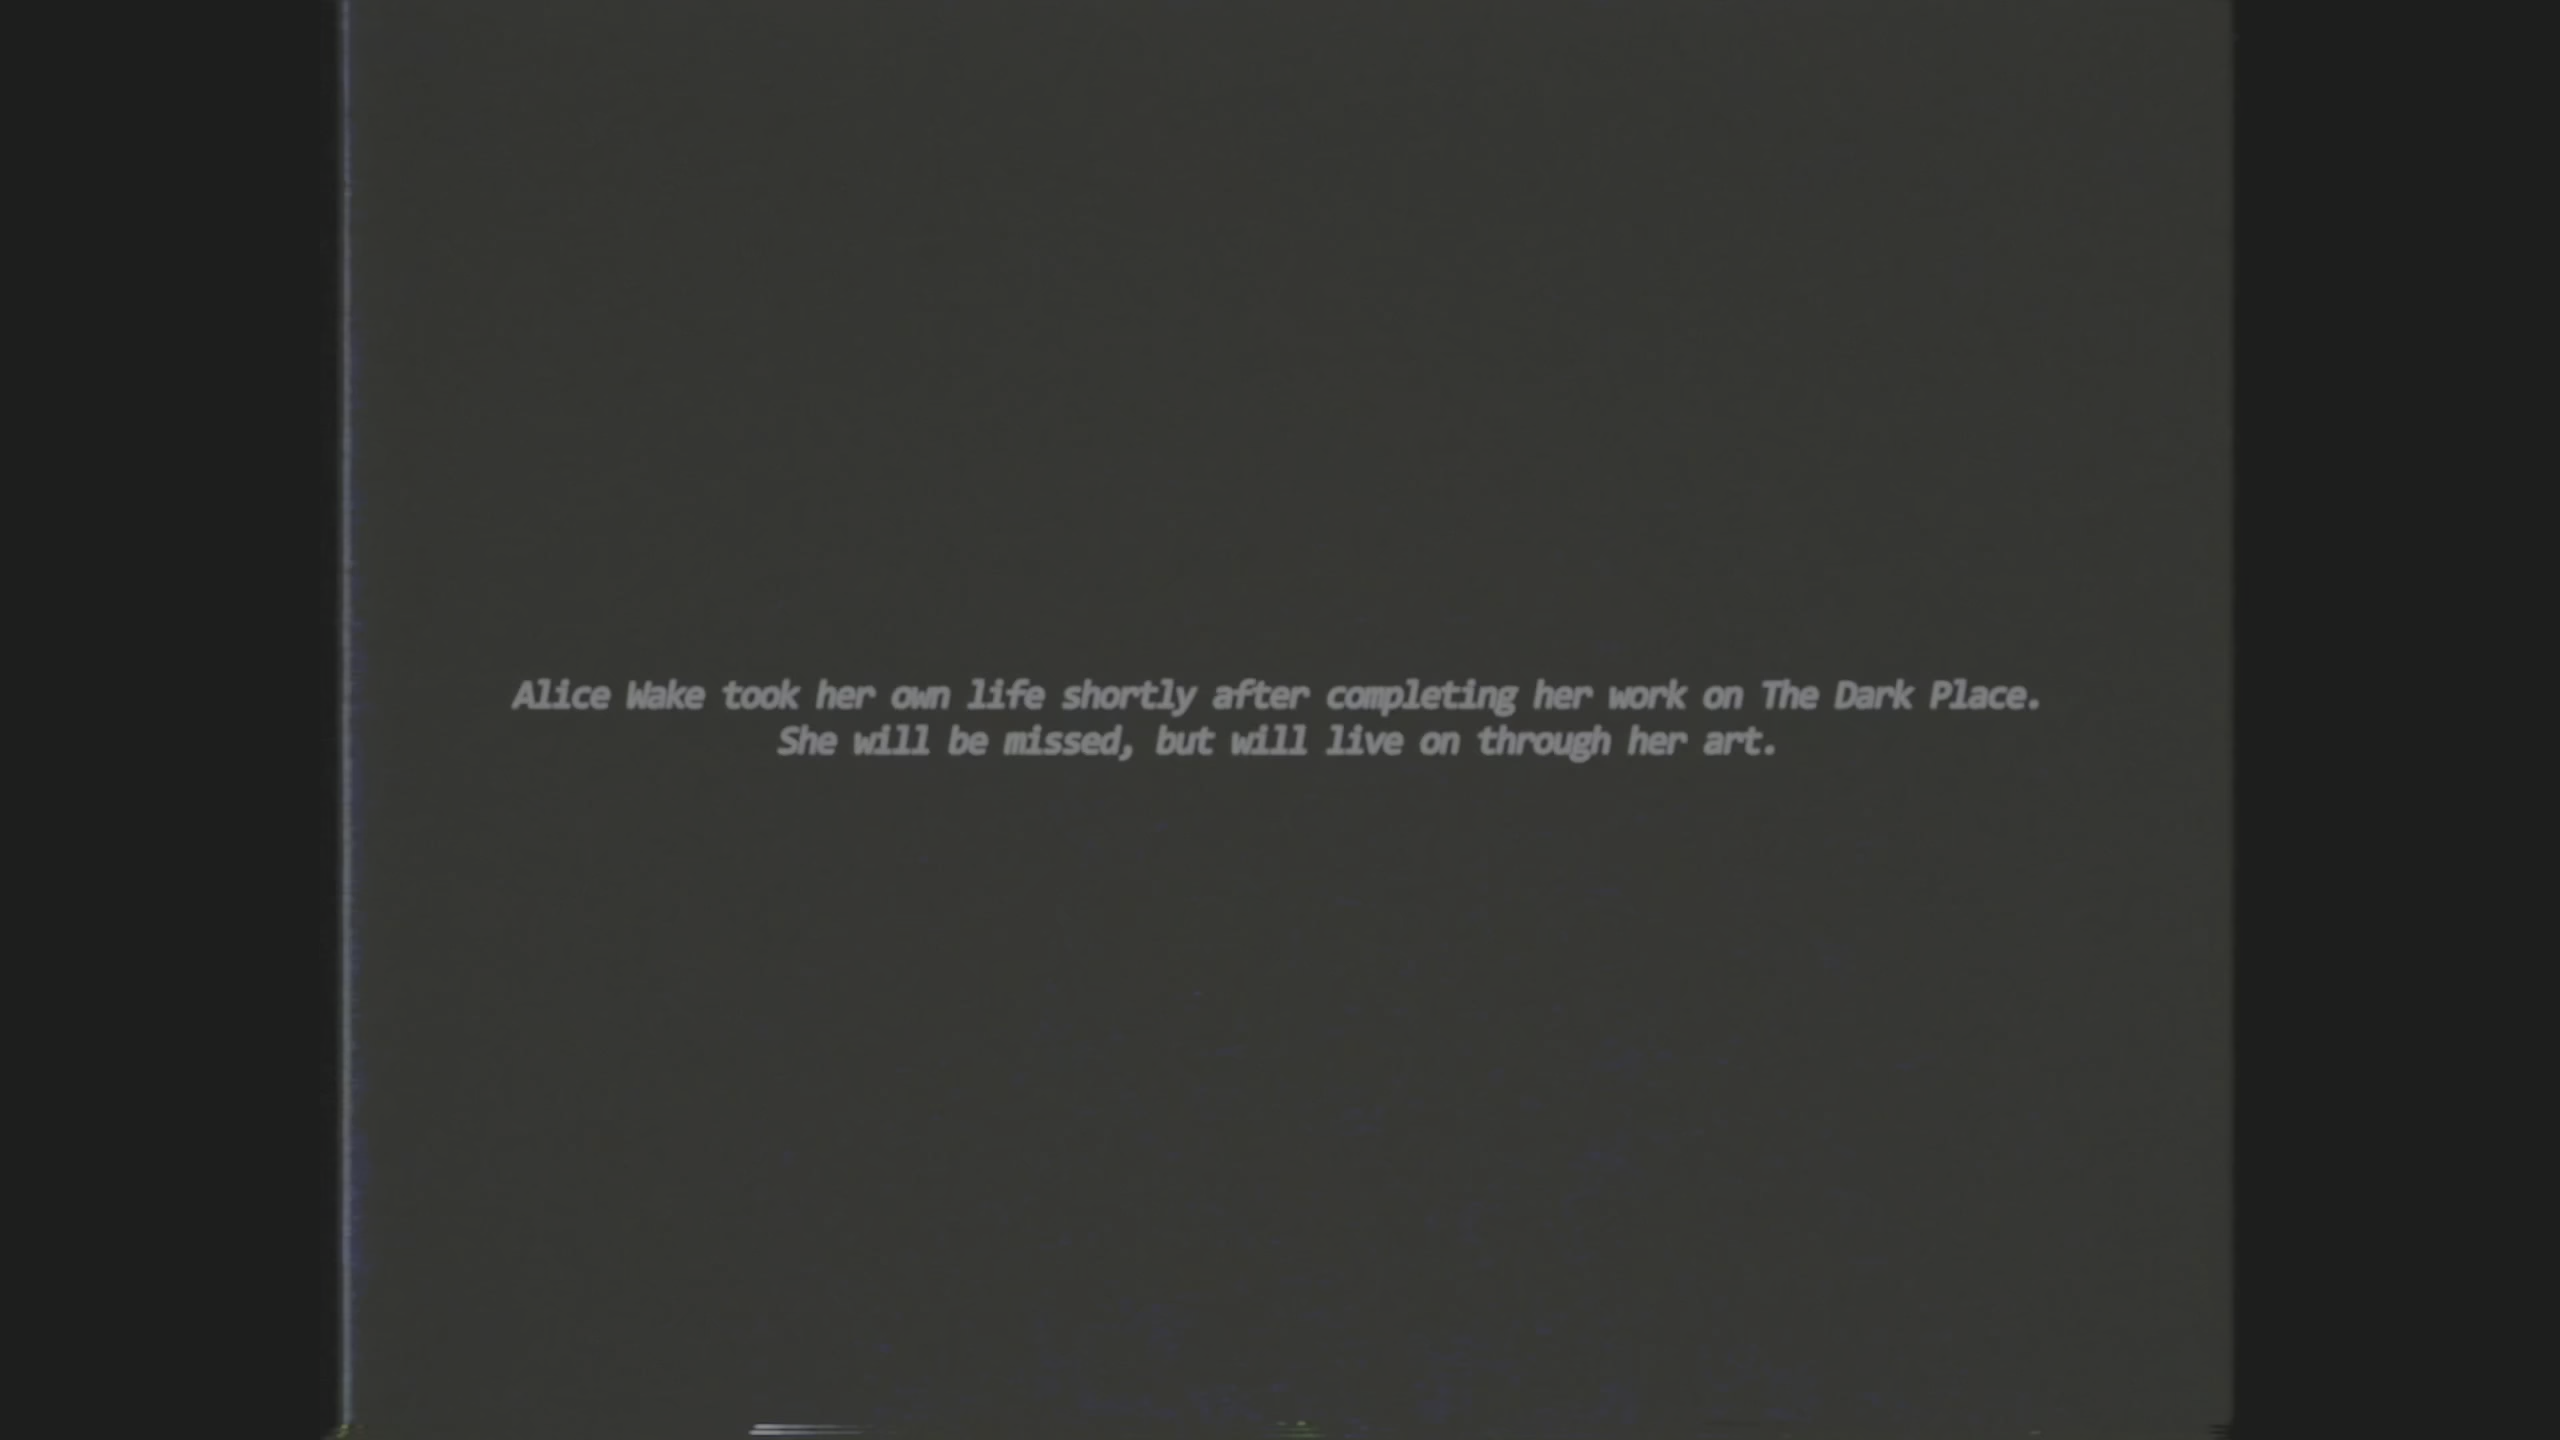 Alice Wake took her own life shortly after completing her work on The Dark Place.
She will be missed, but will live on through her art.